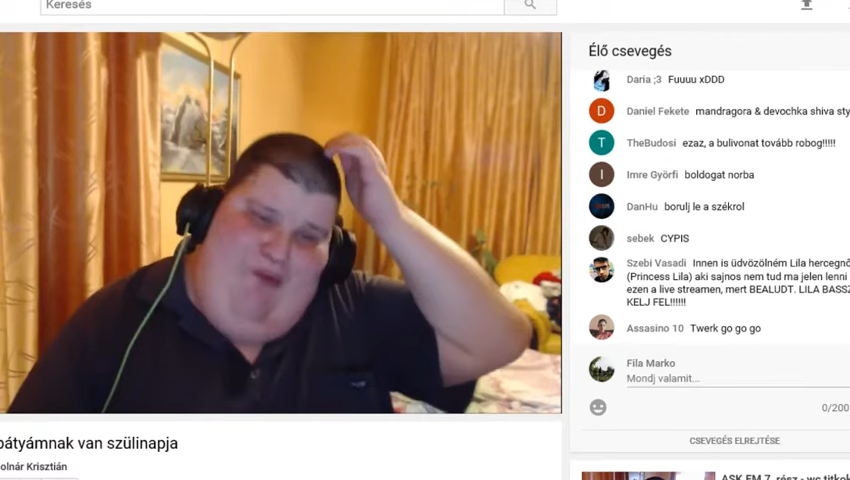 Keresés
Élő csevegés
Daria ;3 Fuuuu xDDD
D
Daniel Fekete mandragora & devochka shiva sty
T
TheBudosi ezaz, a bulivonat tovább robog!!!!!
I
Imre Györfi boldogat norba
DanHu borulj le a székrol
sebek CYPIS
Szebi Vasadi Innen is üdvözölném Lila hercegnő
(Princess Lila) aki sajnos nem tud ma jelen lenni
ezen a live streamen, mert BEALUDT. LILA BASSZ
KELJ FEL!!!!!!
Assasino 10 Twerk go go go
Fila Marko
Mondj valamit...
0/200
CSEVEGÉS ELREJTÉSE
bátyámnak van szülinapja
olnár Krisztián
ASK.FM 7. rész - wc titkok